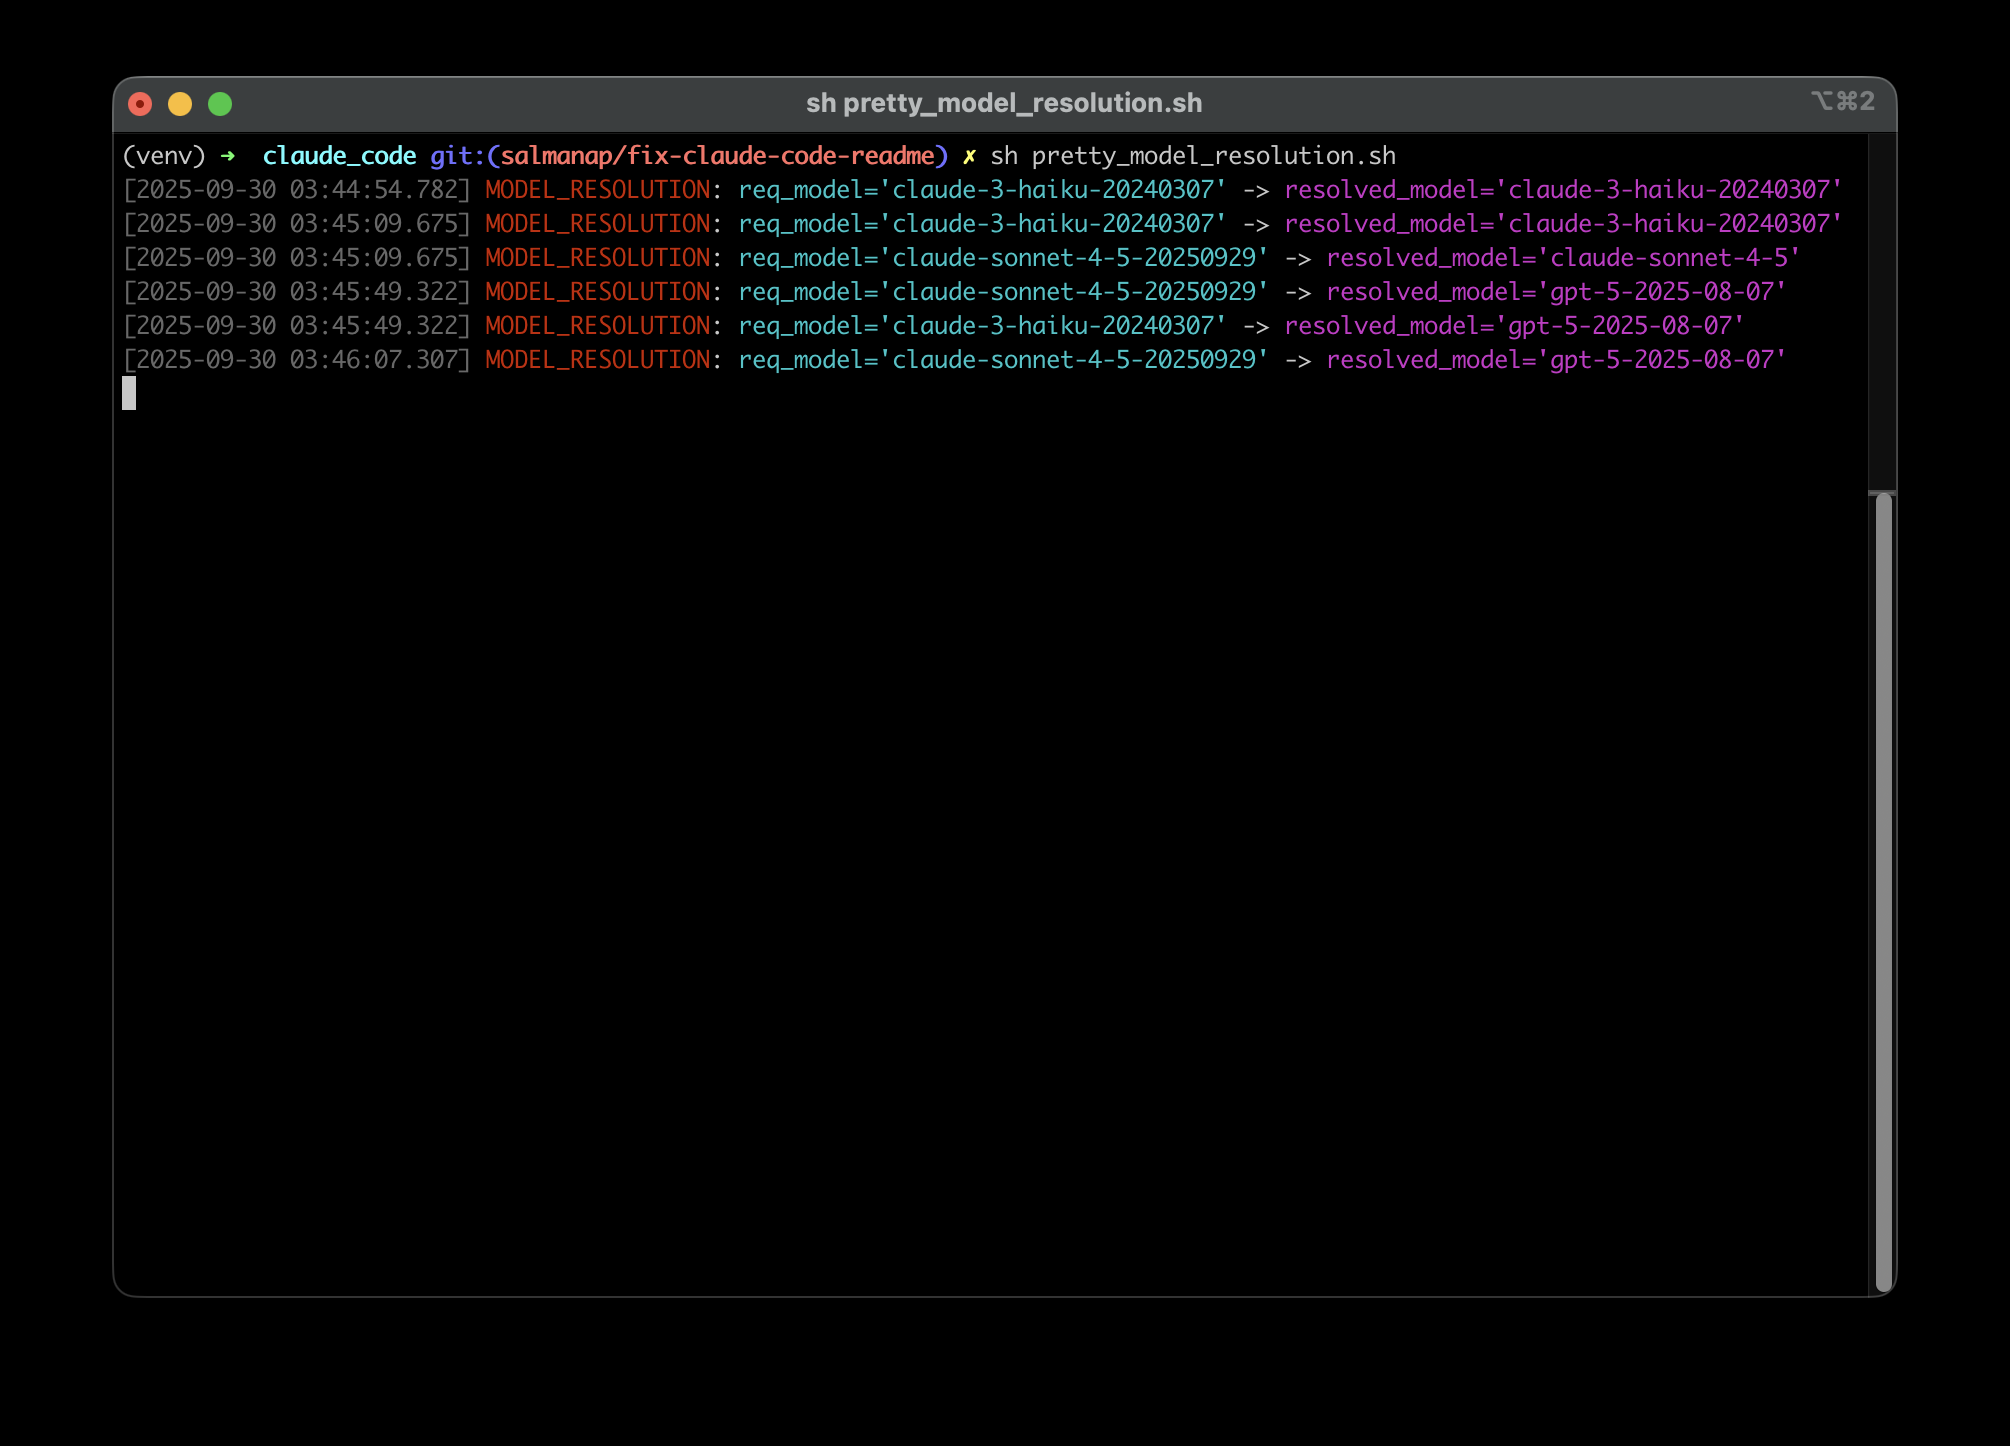 sh pretty_model_resolution.sh
⌥⌘2
(venv) ➜  claude_code git:(salmanap/fix-claude-code-readme) ✗ sh pretty_model_resolution.sh
[2025-09-30 03:44:54.782] MODEL_RESOLUTION: req_model='claude-3-haiku-20240307' -> resolved_model='claude-3-haiku-20240307'
[2025-09-30 03:45:09.675] MODEL_RESOLUTION: req_model='claude-3-haiku-20240307' -> resolved_model='claude-3-haiku-20240307'
[2025-09-30 03:45:09.675] MODEL_RESOLUTION: req_model='claude-sonnet-4-5-20250929' -> resolved_model='claude-sonnet-4-5'
[2025-09-30 03:45:49.322] MODEL_RESOLUTION: req_model='claude-sonnet-4-5-20250929' -> resolved_model='gpt-5-2025-08-07'
[2025-09-30 03:45:49.322] MODEL_RESOLUTION: req_model='claude-3-haiku-20240307' -> resolved_model='gpt-5-2025-08-07'
[2025-09-30 03:46:07.307] MODEL_RESOLUTION: req_model='claude-sonnet-4-5-20250929' -> resolved_model='gpt-5-2025-08-07'